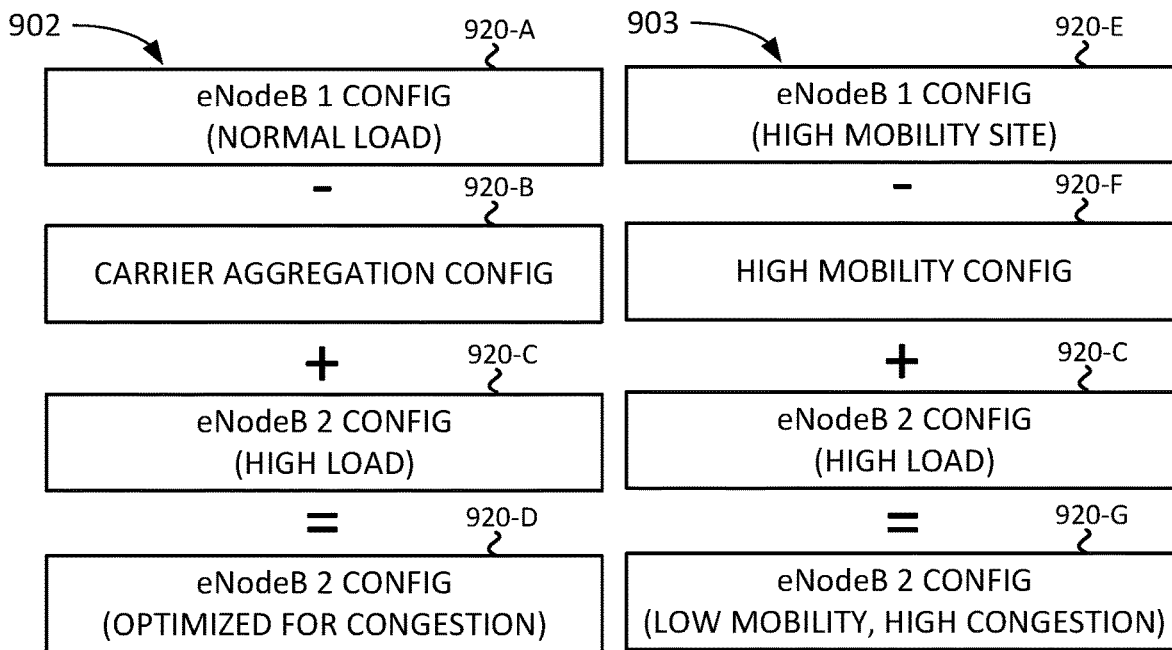 902
920-A
eNodeB 1 CONFIG
(NORMAL LOAD)
-
920-B
CARRIER AGGREGATION CONFIG
+
920-C
eNodeB 2 CONFIG
(HIGH LOAD)
=
920-D
eNodeB 2 CONFIG
(OPTIMIZED FOR CONGESTION)
903
920-E
eNodeB 1 CONFIG
(HIGH MOBILITY SITE)
-
920-F
HIGH MOBILITY CONFIG
+
920-C
eNodeB 2 CONFIG
(HIGH LOAD)
=
920-G
eNodeB 2 CONFIG
(LOW MOBILITY, HIGH CONGESTION)